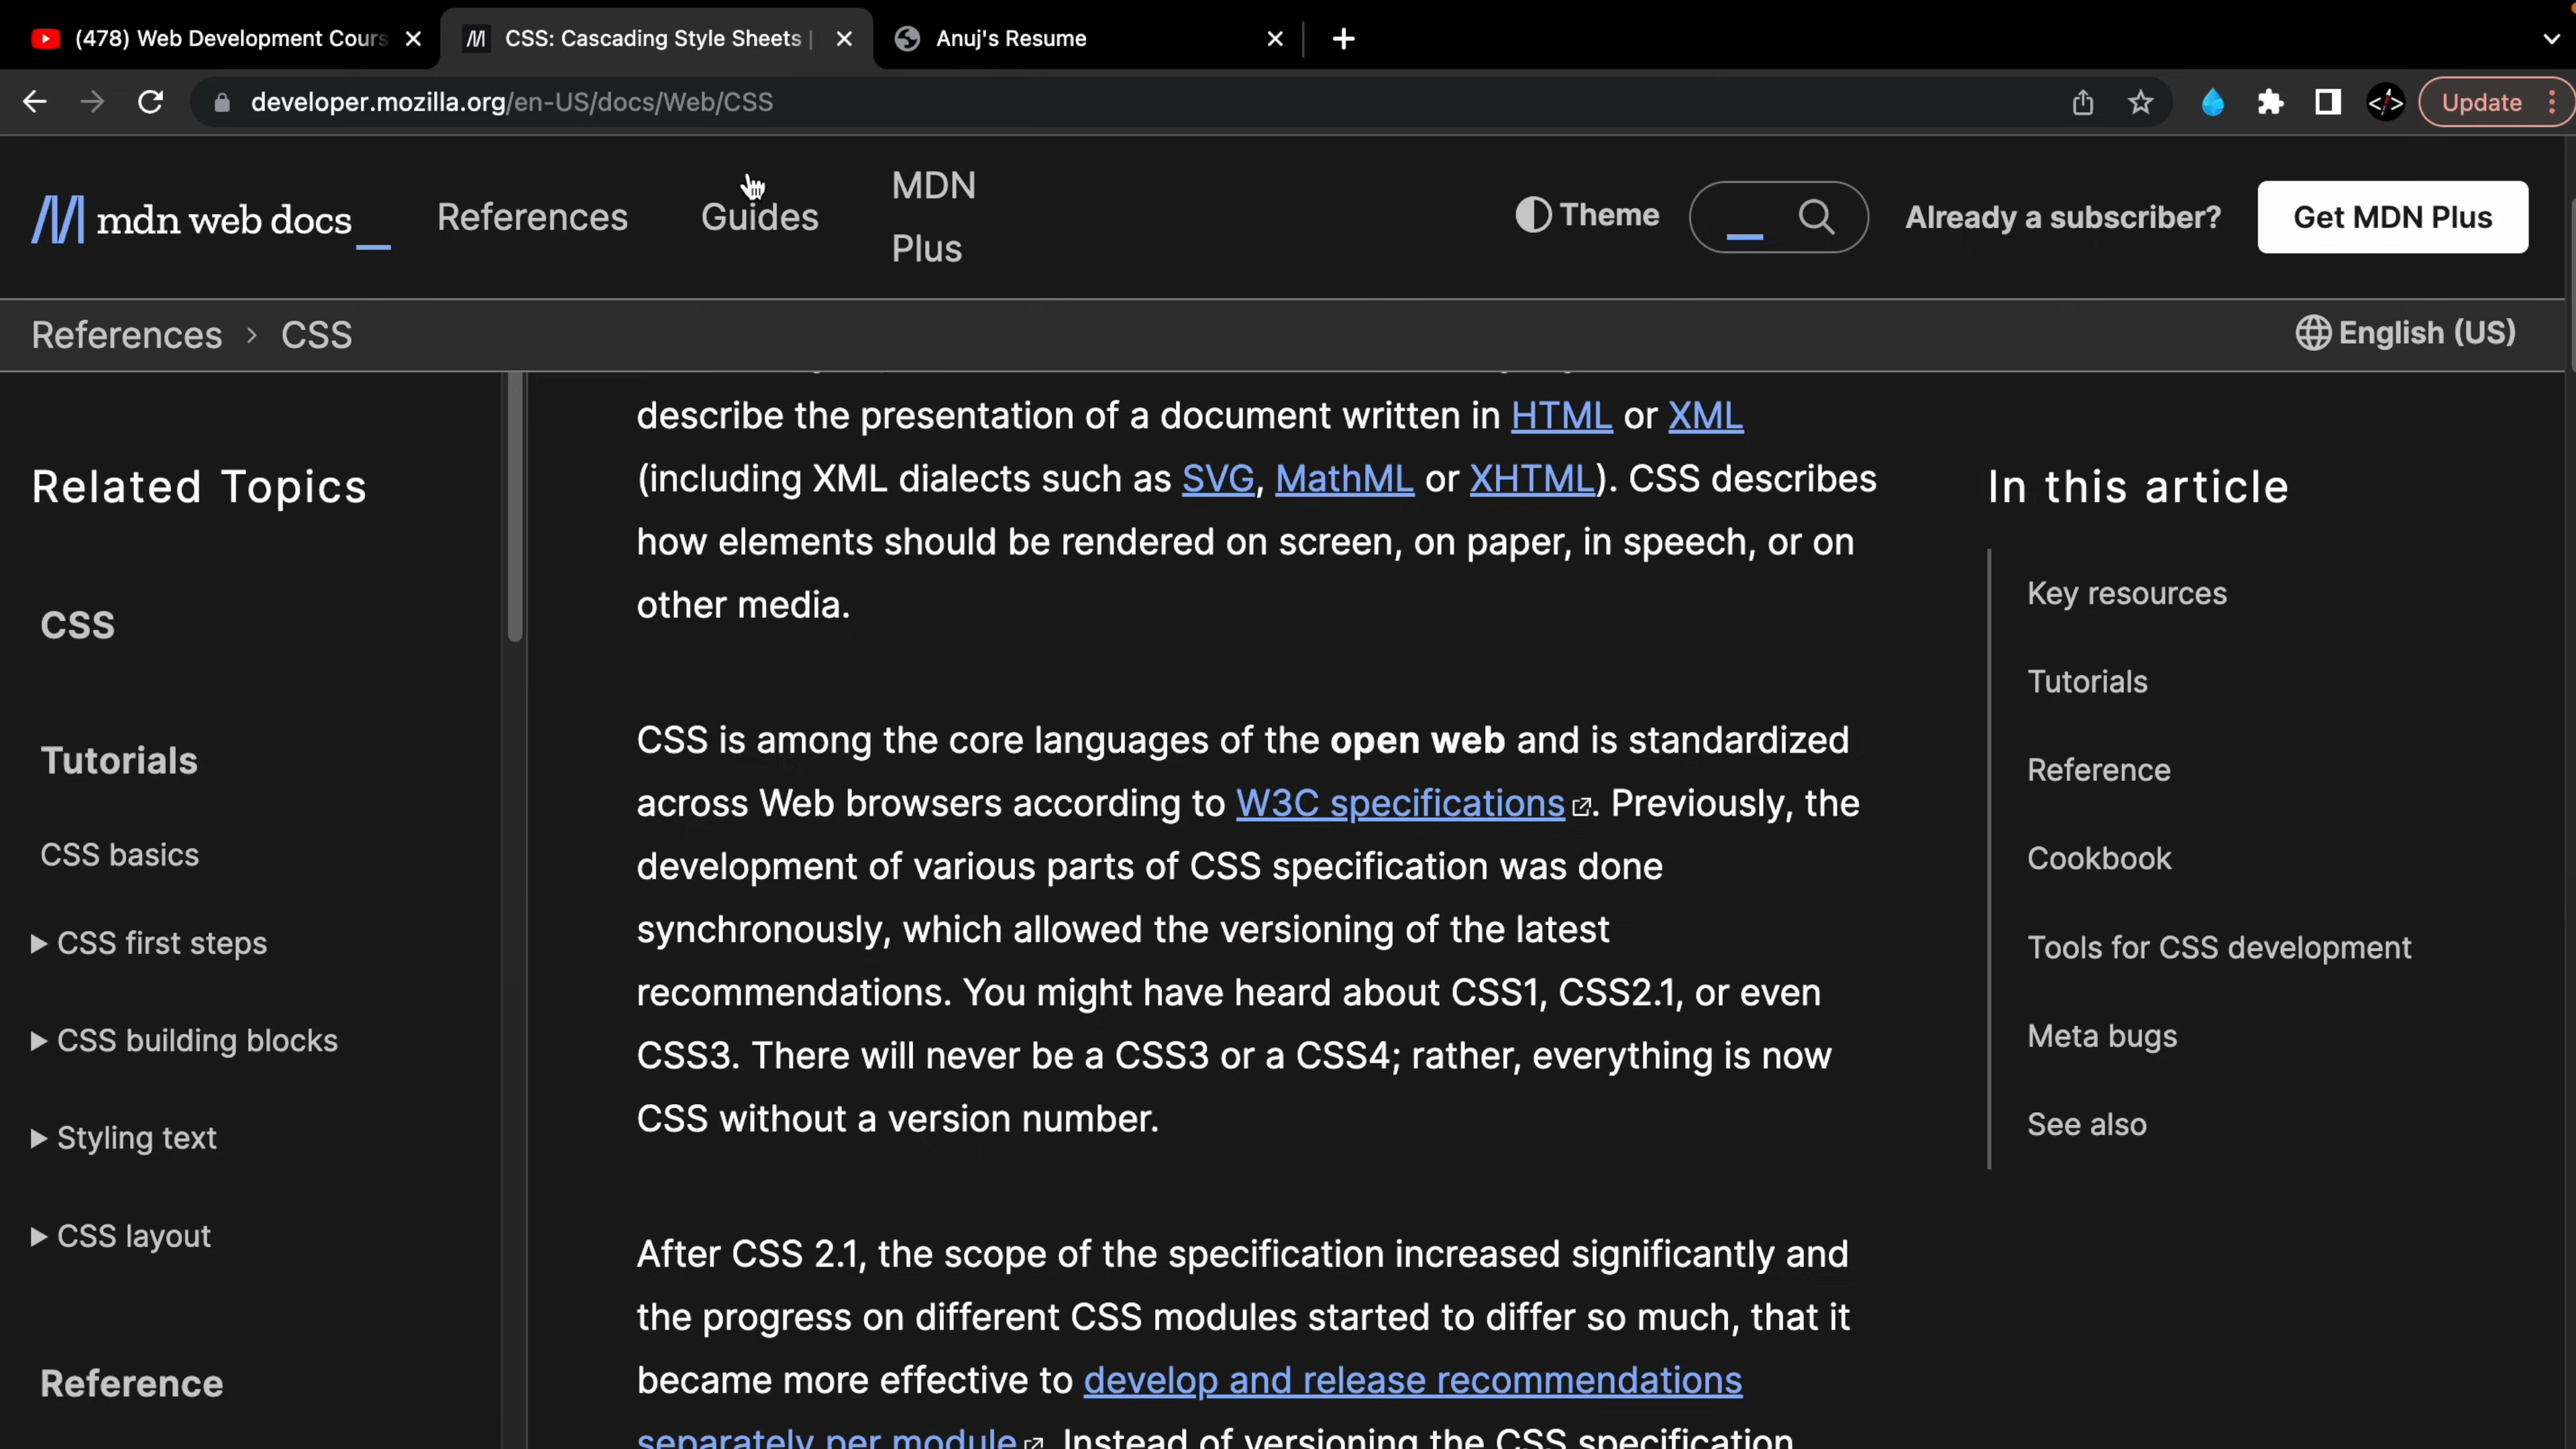 (478) Web Development Cours
CSS: Cascading Style Sheets |
Anuj's Resume
developer.mozilla.org/en-US/docs/Web/CSS
Update
mdn web docs
References
Guides
MDN
Plus
Theme
Already a subscriber?
Get MDN Plus
References > CSS
English (US)
Related Topics
CSS
Tutorials
CSS basics
CSS first steps
CSS building blocks
Styling text
CSS layout
Reference
describe the presentation of a document written in HTML or XML
(including XML dialects such as SVG, MathML or XHTML). CSS describes
how elements should be rendered on screen, on paper, in speech, or on
other media.
CSS is among the core languages of the open web and is standardized
across Web browsers according to W3C specifications. Previously, the
development of various parts of CSS specification was done
synchronously, which allowed the versioning of the latest
recommendations. You might have heard about CSS1, CSS2.1, or even
CSS3. There will never be a CSS3 or a CSS4; rather, everything is now
CSS without a version number.
After CSS 2.1, the scope of the specification increased significantly and
the progress on different CSS modules started to differ so much, that it
became more effective to develop and release recommendations
separately per module. Instead of versioning the CSS specification
In this article
Key resources
Tutorials
Reference
Cookbook
Tools for CSS development
Meta bugs
See also